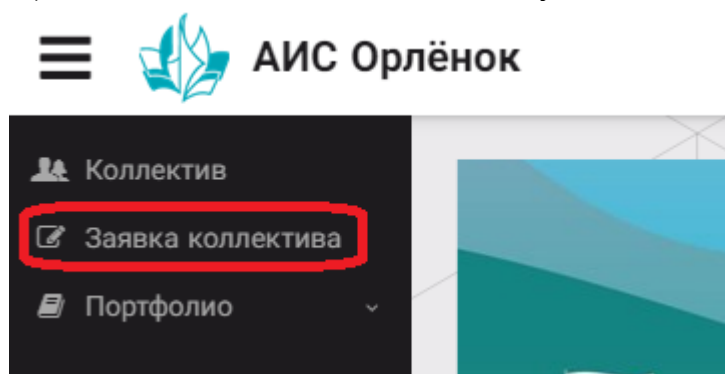 АИС Орлёнок
Коллектив
Заявка коллектива
Портфолио